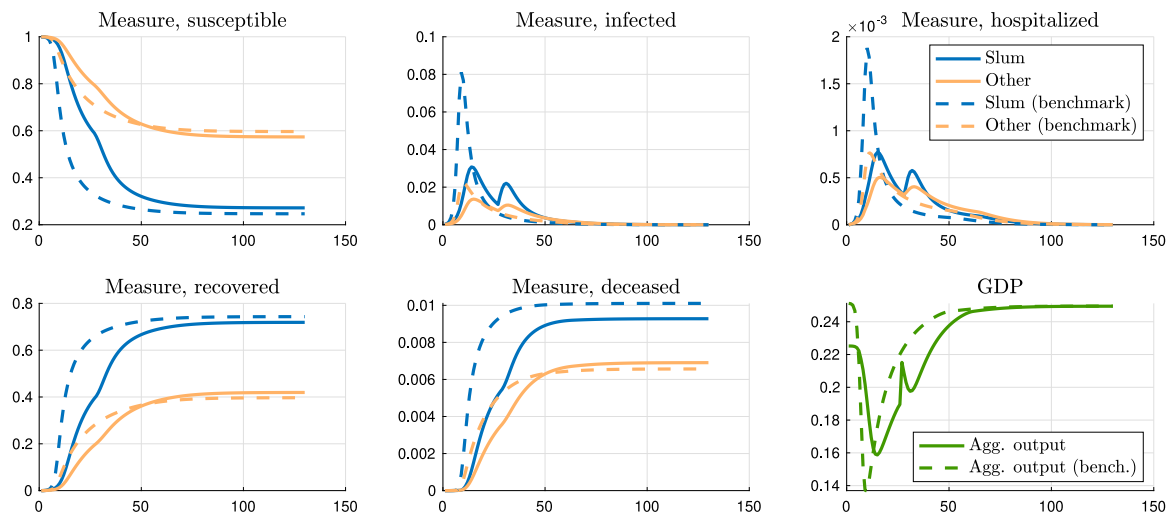 Measure, susceptible
1
0.8
0.6
0.4
0.2
0 50 100 150
Measure, infected
0.1
0.08
0.06
0.04
0.02
0
0 50 100 150
Measure, hospitalized
×10⁻³
2
1.5
1
0.5
0
0 50 100 150
Slum
Other
Slum (benchmark)
Other (benchmark)
Measure, recovered
0.8
0.6
0.4
0.2
0
0 50 100 150
Measure, deceased
0.01
0.008
0.006
0.004
0.002
0
0 50 100 150
GDP
0.24
0.22
0.2
0.18
0.16
0.14
0 50 100 150
Agg. output
Agg. output (bench.)